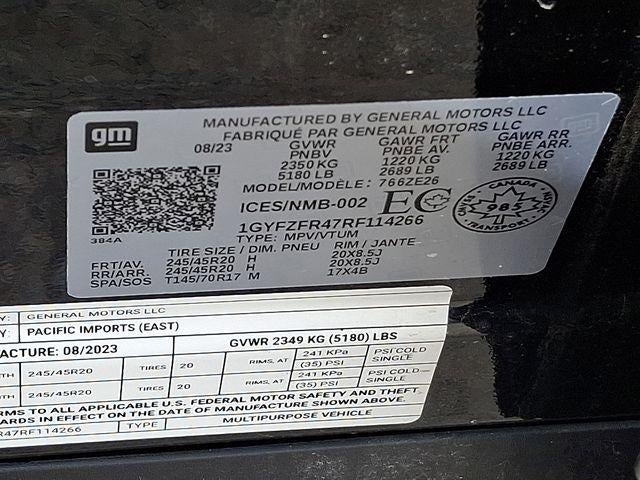 gm
MANUFACTURED BY GENERAL MOTORS LLC
FABRIQUÉ PAR GENERAL MOTORS LLC
08/23 GVWR GAWR FRT GAWR RR
PNBV PNBE AV. PNBE ARR.
2350 KG 1220 KG 1220 KG
5180 LB 2689 LB 2689 LB
MODEL/MODÈLE: 766ZE26
ICES/NMB-002 EC
CANADA
985
TRANSPORT
1GYFZFR47RF114266
384A TYPE: MPV/VTUM
TIRE SIZE / DIM. PNEU RIM / JANTE
FRT/AV. 245/45R20 H 20X8.5J
RR/ARR. 245/45R20 H 20X8.5J
SPA/SOS T145/70R17 M 17X4B
Y: GENERAL MOTORS LLC
Y: PACIFIC IMPORTS (EAST)
FACTURE: 08/2023 GVWR 2349 KG (5180) LBS
TH 245/45R20 TIRES 20 RIMS, AT 241 KPa (35) PSI PSI COLD SINGLE
TH 245/45R20 TIRES 20 RIMS, AT 241 KPa (35) PSI PSI COLD SINGLE
RMS TO ALL APPLICABLE U.S. FEDERAL MOTOR SAFETY AND THEFT
ARDS IN EFFECT ON THE DATE OF MANUFACTURE SHOWN ABOVE
R47RF114266 TYPE MULTIPURPOSE VEHICLE